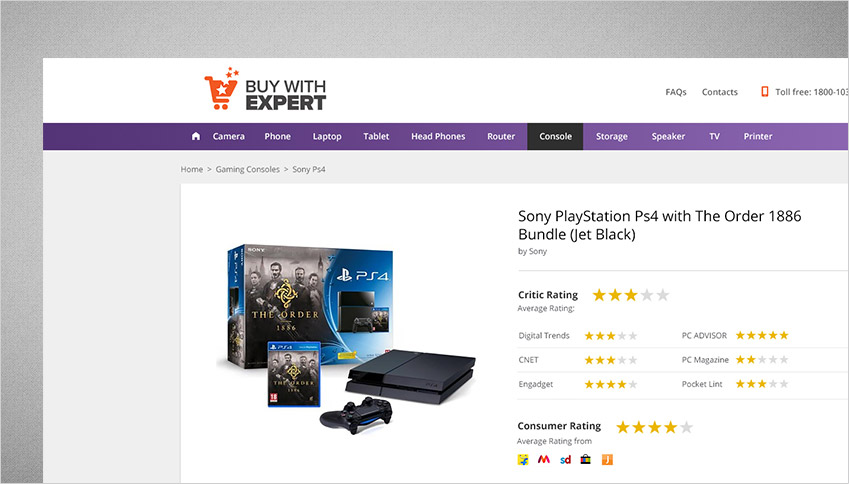 BUY WITH
EXPERT
FAQs Contacts Toll free: 1800-103
Camera Phone Laptop Tablet Head Phones Router Console Storage Speaker TV Printer
Home > Gaming Consoles > Sony Ps4
Sony PlayStation Ps4 with The Order 1886
Bundle (Jet Black)
by Sony
SONY
PS4
THE ORDER
1886
PS4
THE ORDER
1886
18
Critic Rating
Average Rating:
Digital Trends PC ADVISOR
CNET PC Magazine
Engadget Pocket Lint
Consumer Rating
Average Rating from
sd